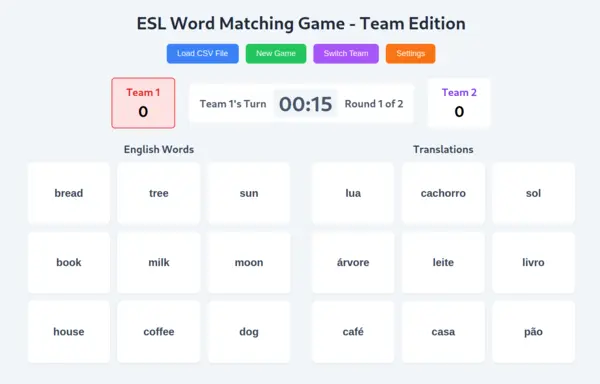 ESL Word Matching Game - Team Edition
Load CSV File New Game Switch Team Settings
Team 1
0
Team 1's Turn 00:15 Round 1 of 2
Team 2
0
English Words
bread tree sun
book milk moon
house coffee dog
Translations
lua cachorro sol
árvore leite livro
café casa pão